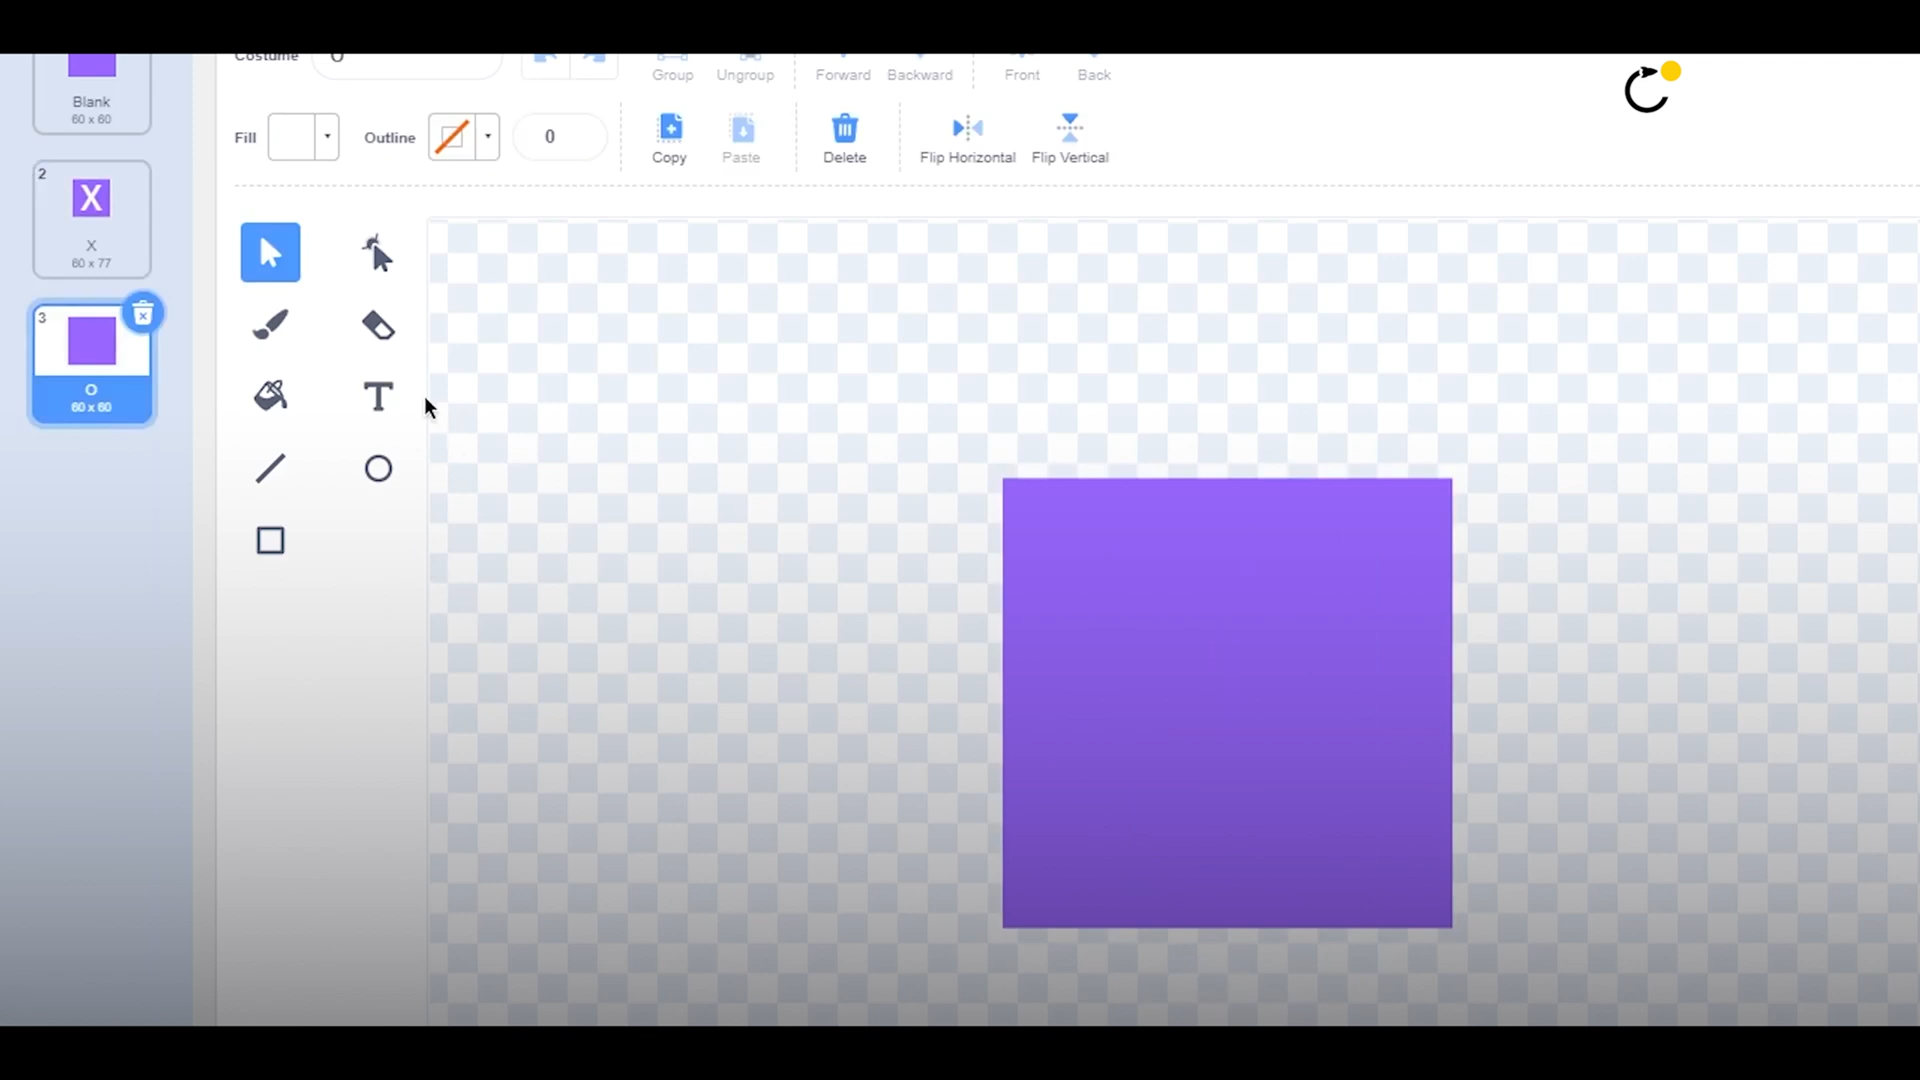 Costume O
Group Ungroup Forward Backward Front Back
Blank
60 x 60
Fill Outline 0 Copy Paste Delete Flip Horizontal Flip Vertical
2
X
X
60 x 77
3
O
60 x 60
T